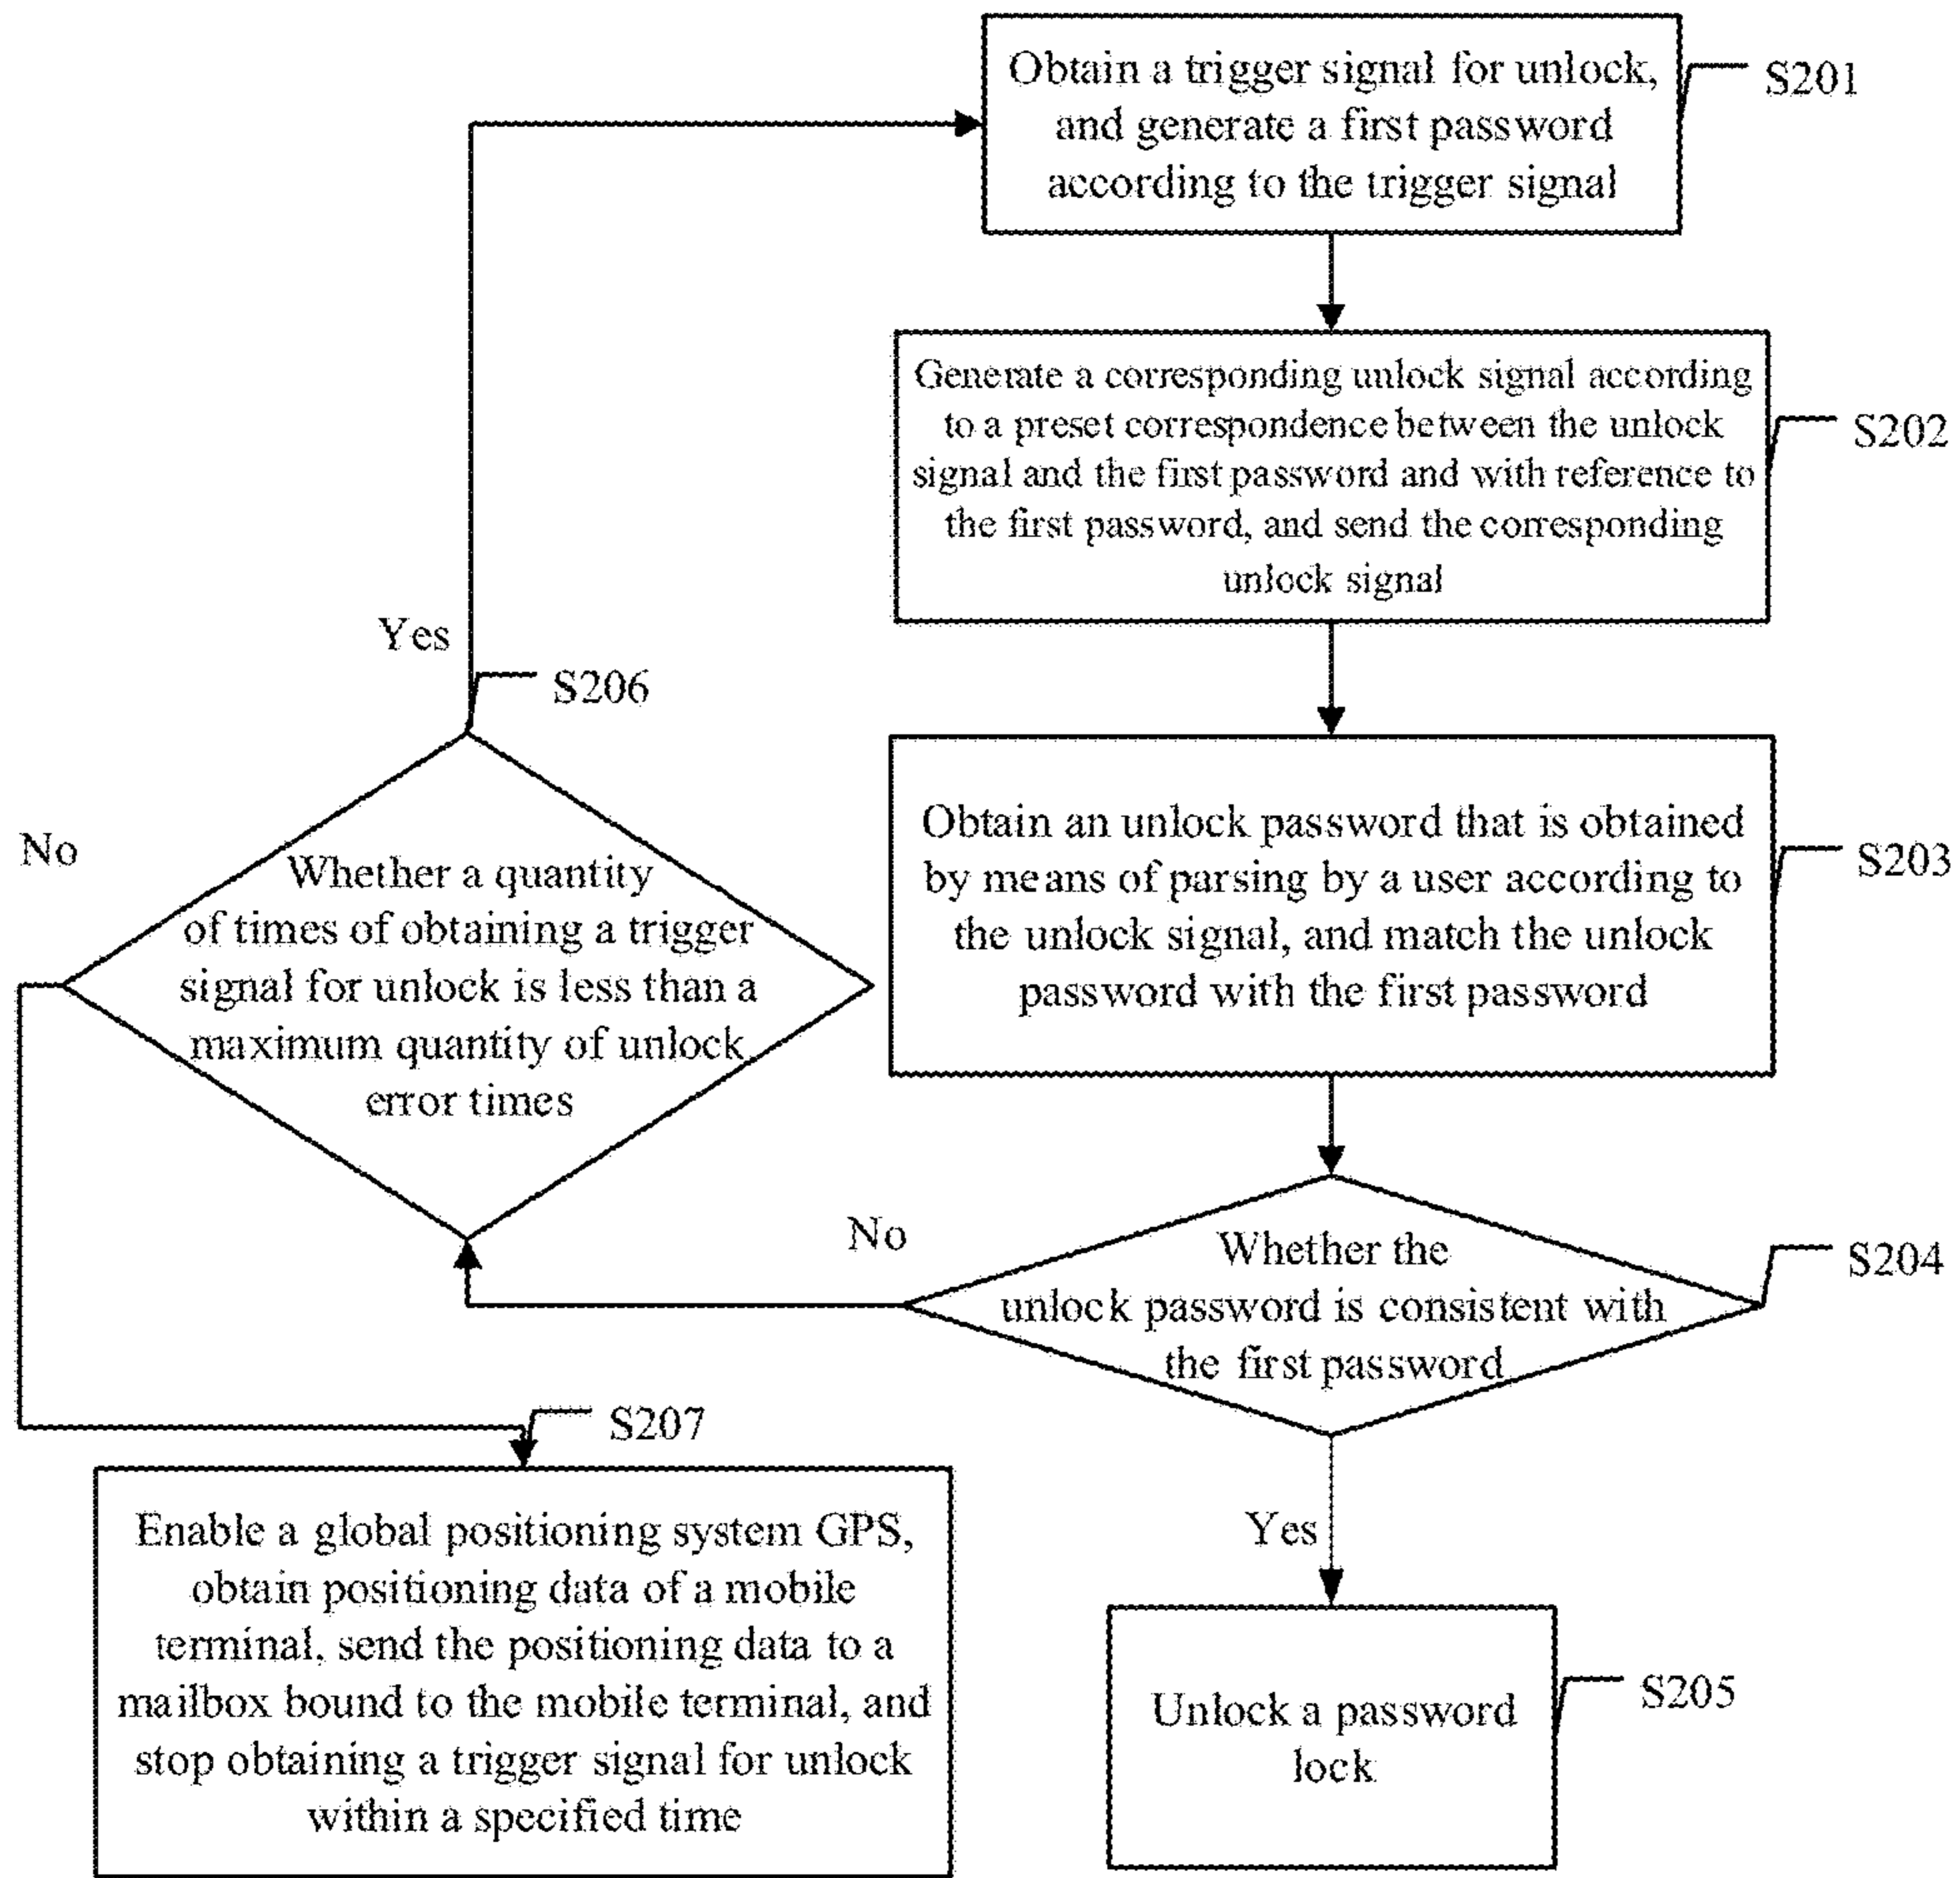 Obtain a trigger signal for unlock,
and generate a first password
according to the trigger signal
S201
Generate a corresponding unlock signal according
to a preset correspondence between the unlock
signal and the first password and with reference to
the first password, and send the corresponding
unlock signal
S202
Yes
S206
Obtain an unlock password that is obtained
by means of parsing by a user according to
the unlock signal, and match the unlock
password with the first password
S203
No
Whether a quantity
of times of obtaining a trigger
signal for unlock is less than a
maximum quantity of unlock
error times
No
Whether the
unlock password is consistent with
the first password
S204
S207
Enable a global positioning system GPS,
obtain positioning data of a mobile
terminal, send the positioning data to a
mailbox bound to the mobile terminal, and
stop obtaining a trigger signal for unlock
within a specified time
Yes
Unlock a password
lock
S205